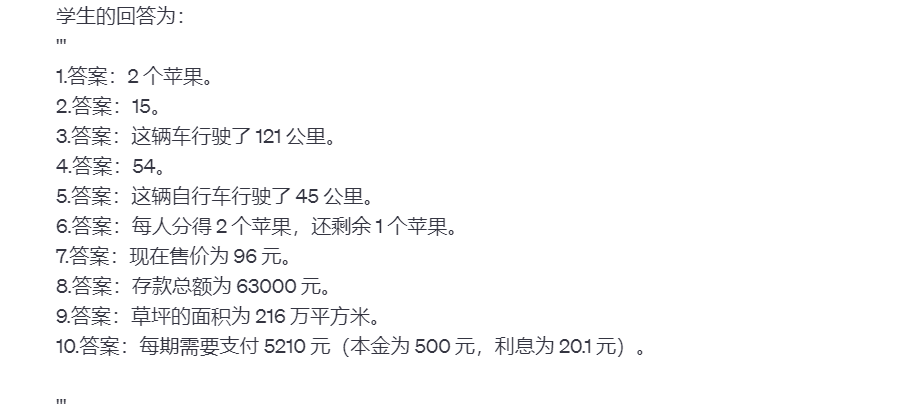 学生的回答为：
'''
1.答案：2 个苹果。
2.答案：15。
3.答案：这辆车行驶了 121 公里。
4.答案：54。
5.答案：这辆自行车行驶了 45 公里。
6.答案：每人分得 2 个苹果，还剩余 1 个苹果。
7.答案：现在售价为 96 元。
8.答案：存款总额为 63000 元。
9.答案：草坪的面积为 216 万平方米。
10.答案：每期需要支付 5210 元（本金为 500 元，利息为 20.1 元）。
'''